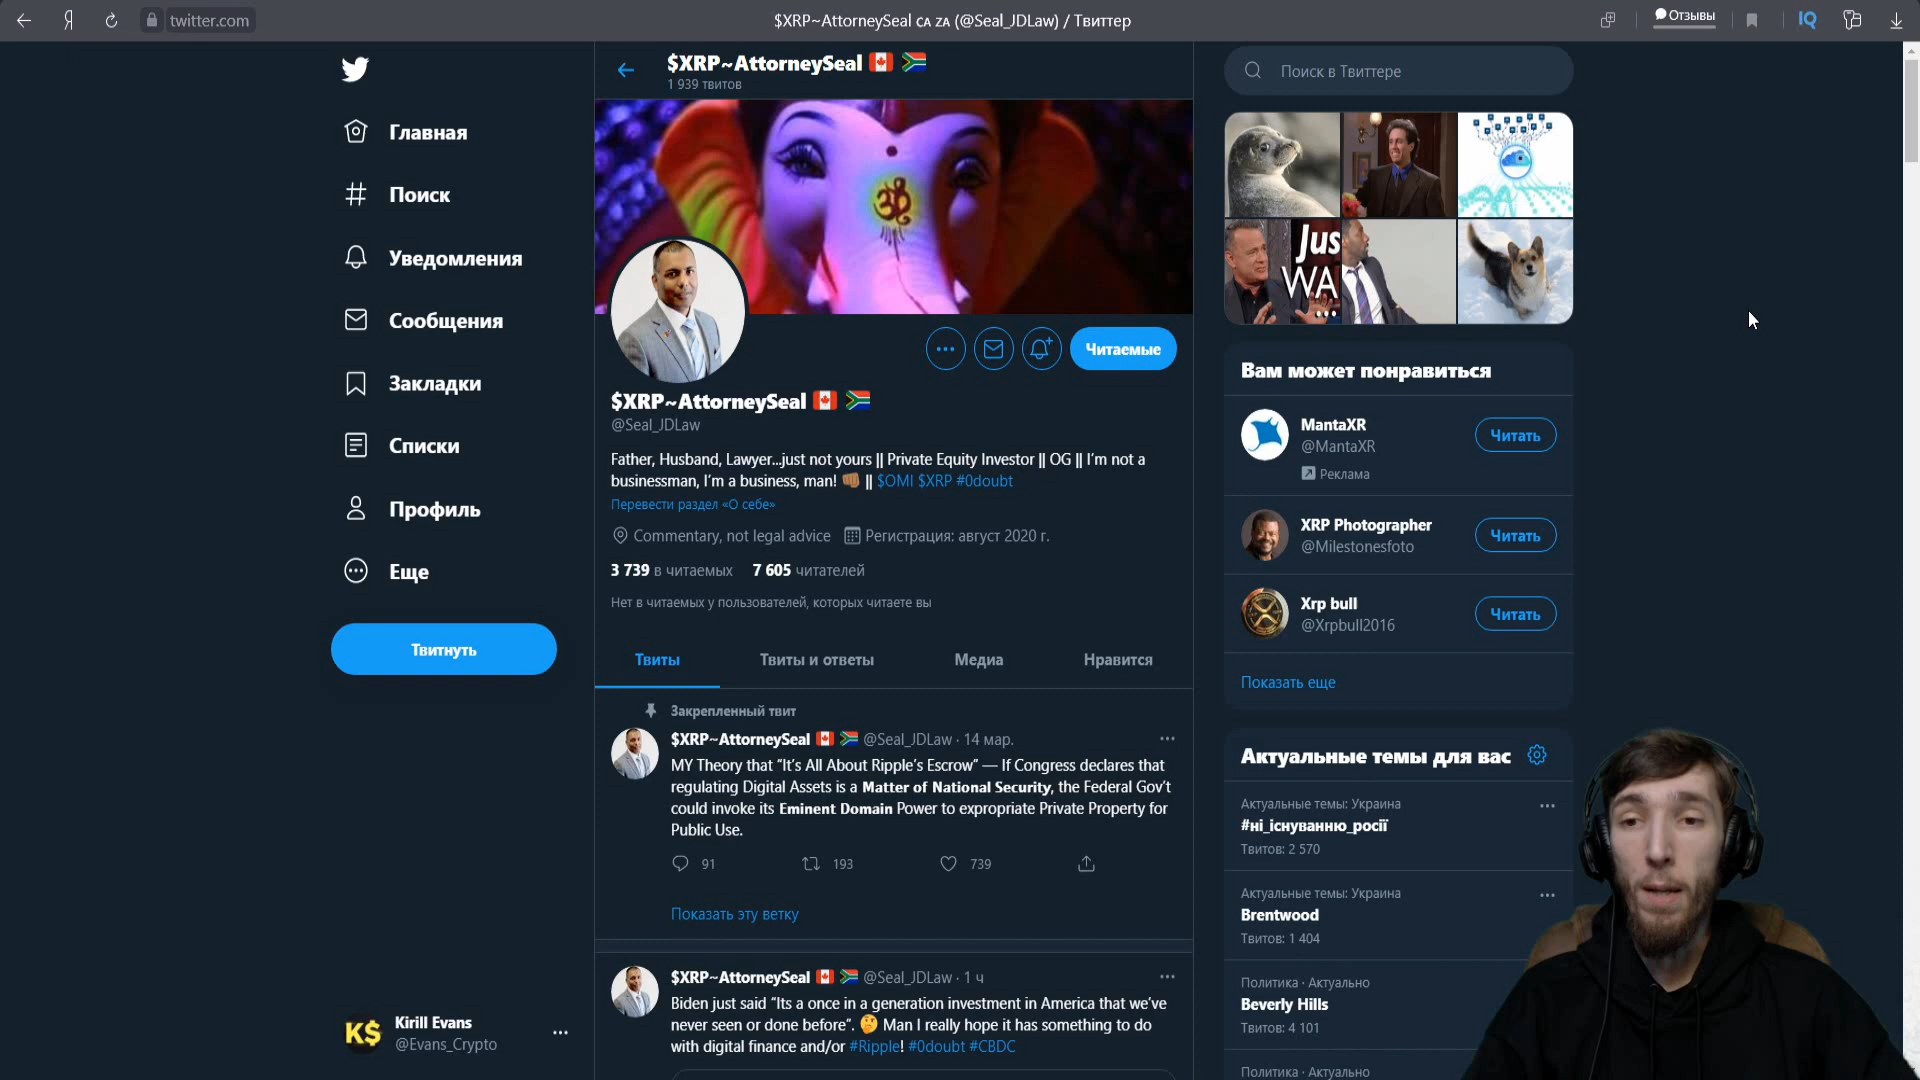 twitter.com
$XRP~AttorneySeal CA ZA (@Seal_JDLaw) / Твиттер
Отзывы
IQ
Главная
Поиск
Уведомления
Сообщения
Закладки
Списки
Профиль
Еще
Твитнуть
K$
Kirill Evans
@Evans_Crypto
$XRP~AttorneySeal
1 939 твитов
Читаемые
$XRP~AttorneySeal
@Seal_JDLaw
Father, Husband, Lawyer...just not yours || Private Equity Investor || OG || I'm not a
businessman, I'm a business, man! 👊🏾 || $OMI $XRP #0doubt
Перевести раздел «О себе»
Commentary, not legal advice Регистрация: август 2020 г.
3 739 в читаемых 7 605 читателей
Нет в читаемых у пользователей, которых читаете вы
Твиты Твиты и ответы Медиа Нравится
Закрепленный твит
$XRP~AttorneySeal @Seal_JDLaw · 14 мар.
MY Theory that “It’s All About Ripple’s Escrow” — If Congress declares that
regulating Digital Assets is a Matter of National Security, the Federal Gov’t
could invoke its Eminent Domain Power to expropriate Private Property for
Public Use.
91 193 739
Показать эту ветку
$XRP~AttorneySeal @Seal_JDLaw · 1 ч
Biden just said “Its a once in a generation investment in America that we’ve
never seen or done before”. 🤔 Man I really hope it has something to do
with digital finance and/or #Ripple! #0doubt #CBDC
Поиск в Твиттере
Jus
WA
Вам может понравиться
MantaXR
@MantaXR
Реклама
Читать
XRP Photographer
@Milestonesfoto
Читать
Xrp bull
@Xrpbull2016
Читать
Показать еще
Актуальные темы для вас
Актуальные темы: Украина
#ні_існуванню_росії
Твитов: 2 570
Актуальные темы: Украина
Brentwood
Твитов: 1 404
Политика · Актуально
Beverly Hills
Твитов: 4 101
Политика · Актуально